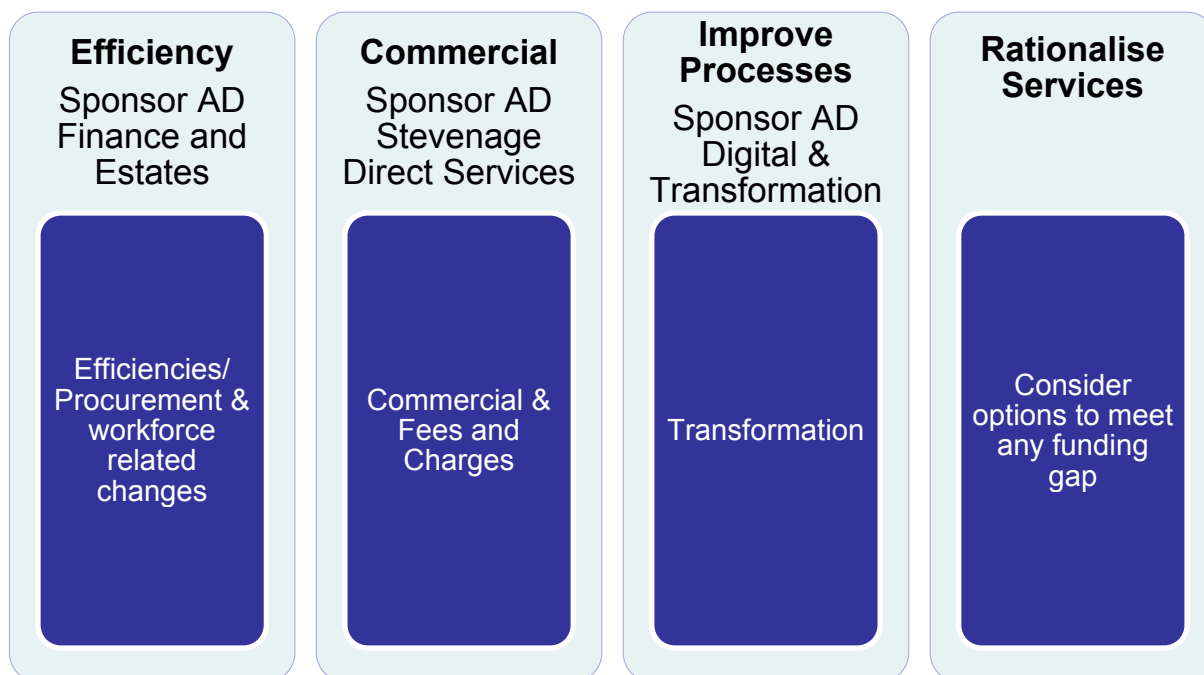 Efficiency
Sponsor AD
Finance and
Estates
Efficiencies/
Procurement &
workforce
related
changes
Commercial
Sponsor AD
Stevenage
Direct Services
Commercial &
Fees and
Charges
Improve
Processes
Sponsor AD
Digital &
Transformation
Transformation
Rationalise
Services
Consider
options to meet
any funding
gap